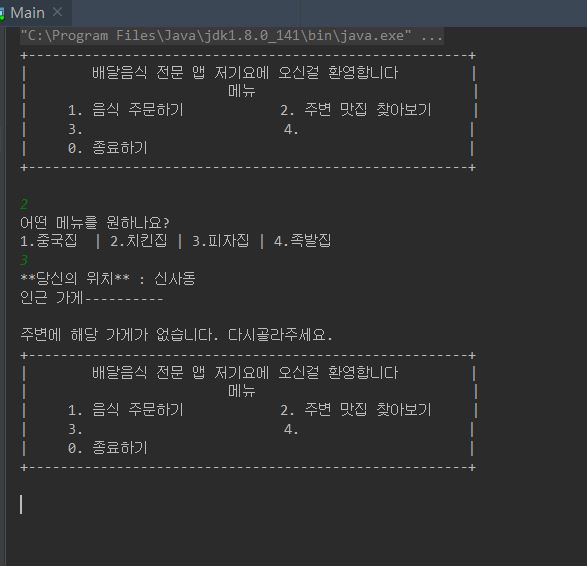 Main ×
"C:\Program Files\Java\jdk1.8.0_141\bin\java.exe" ...
+-----------------------------------------------------+
| 배달음식 전문 앱 저기요에 오신걸 환영합니다 |
| 메뉴 |
| 1. 음식 주문하기 2. 주변 맛집 찾아보기 |
| 3. 4. |
| 0. 종료하기 |
+-----------------------------------------------------+
2
어떤 메뉴를 원하나요?
1.중국집 | 2.치킨집 | 3.피자집 | 4.족발집
3
**당신의 위치** : 신사동
인근 가게----------
주변에 해당 가게가 없습니다. 다시골라주세요.
+-----------------------------------------------------+
| 배달음식 전문 앱 저기요에 오신걸 환영합니다 |
| 메뉴 |
| 1. 음식 주문하기 2. 주변 맛집 찾아보기 |
| 3. 4. |
| 0. 종료하기 |
+-----------------------------------------------------+